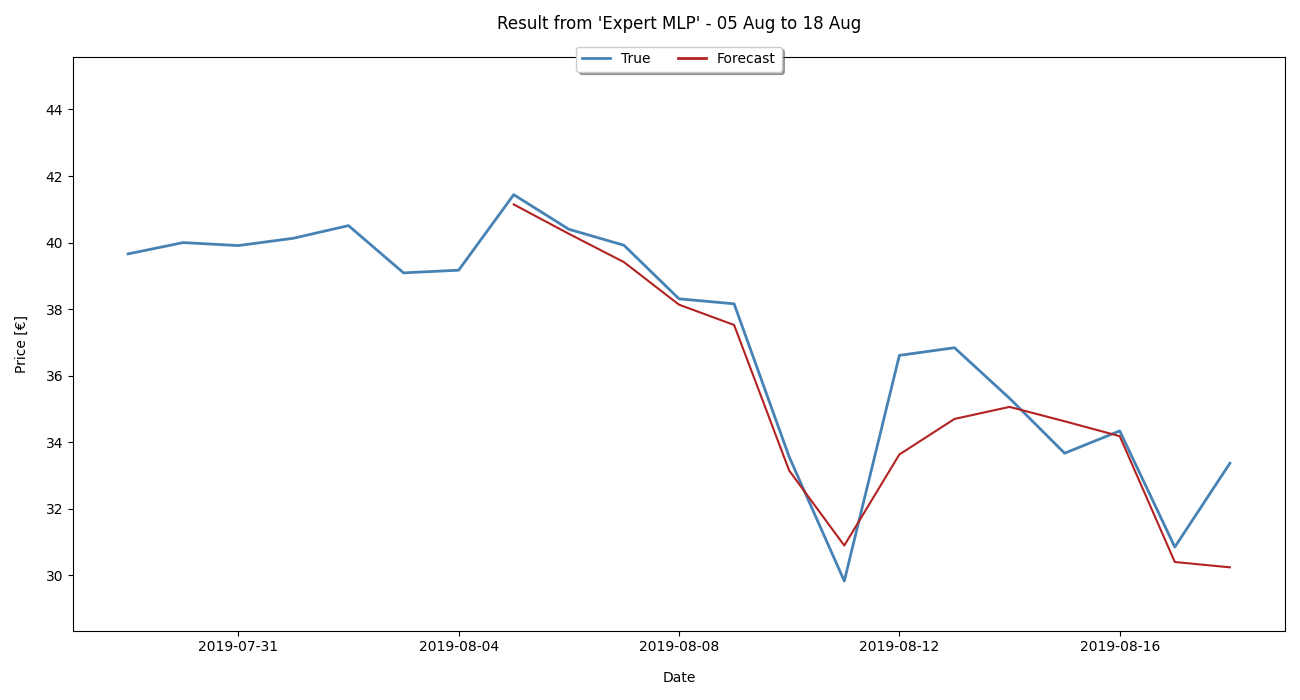 Result from 'Expert MLP' - 05 Aug to 18 Aug
True Forecast
44
42
40
38
36
34
32
30
Price [€]
2019-07-31 2019-08-04 2019-08-08 2019-08-12 2019-08-16
Date